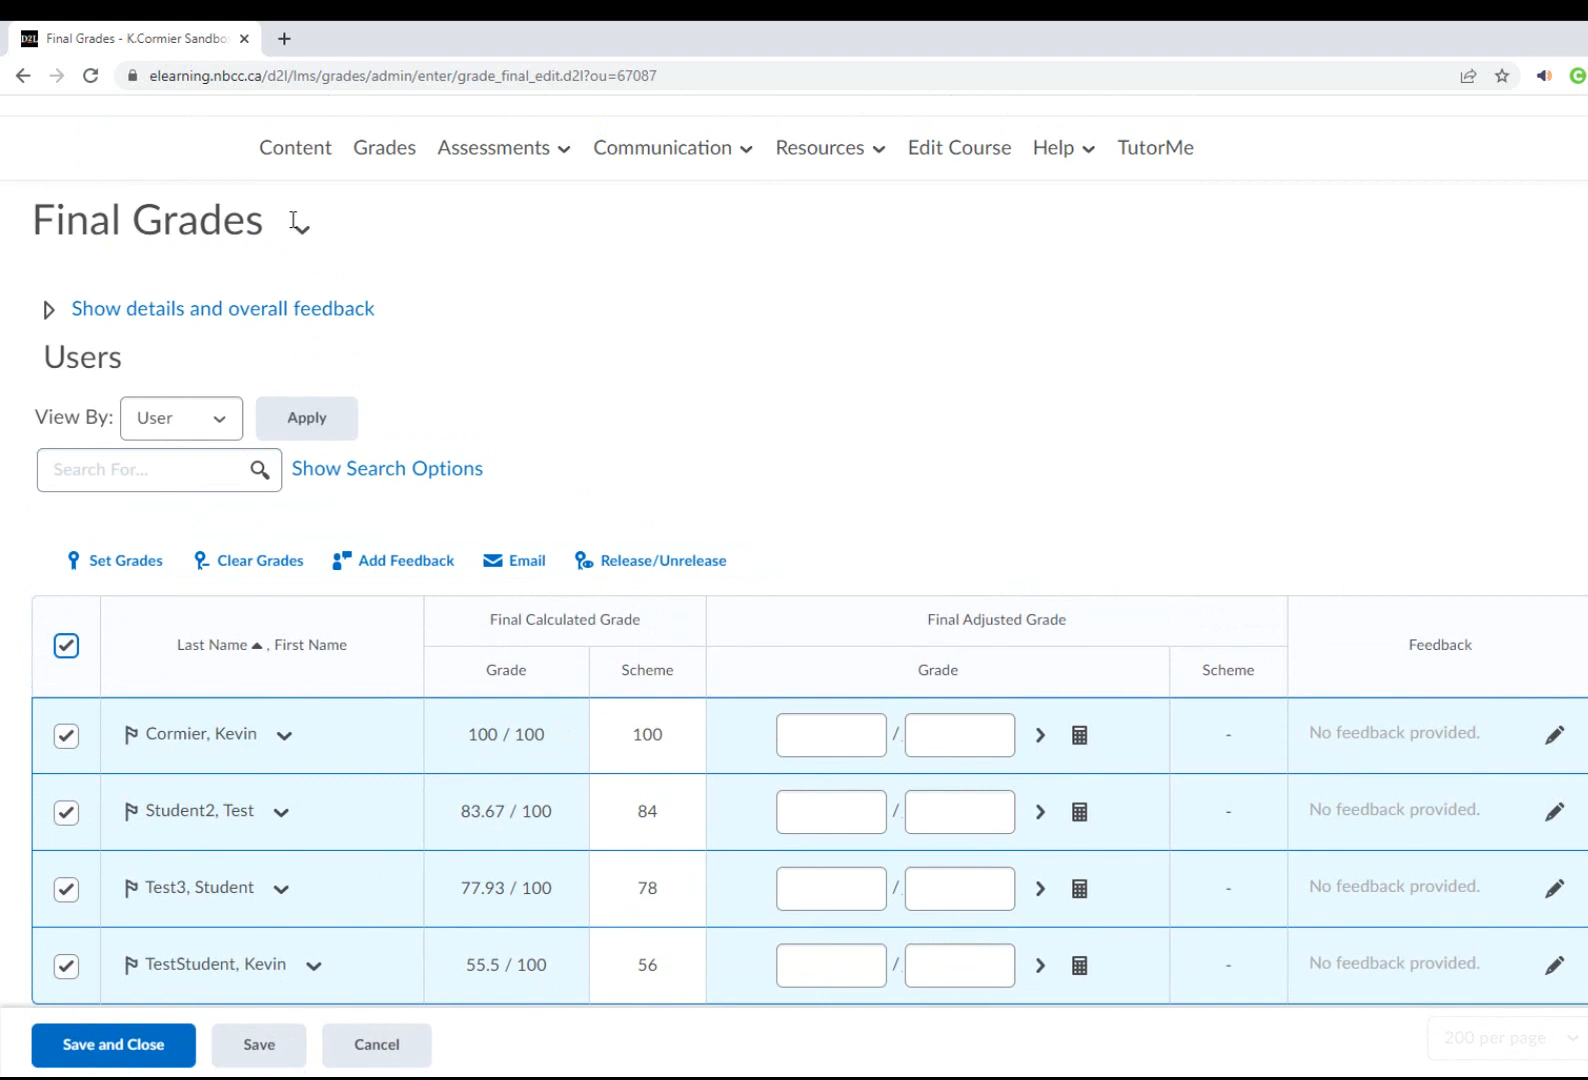 D2L Final Grades - K.Cormier Sandbo
elearning.nbcc.ca/d2l/lms/grades/admin/enter/grade_final_edit.d2l?ou=67087
Content Grades Assessments Communication Resources Edit Course Help TutorMe
Final Grades
Show details and overall feedback
Users
View By: User Apply
Search For... Show Search Options
Set Grades Clear Grades Add Feedback Email Release/Unrelease
Final Calculated Grade Final Adjusted Grade
Last Name , First Name Feedback
Grade Scheme Grade Scheme
Cormier, Kevin 100 / 100 100 / - No feedback provided.
Student2, Test 83.67 / 100 84 / - No feedback provided.
Test3, Student 77.93 / 100 78 / - No feedback provided.
TestStudent, Kevin 55.5 / 100 56 / - No feedback provided.
Save and Close Save Cancel 200 per page